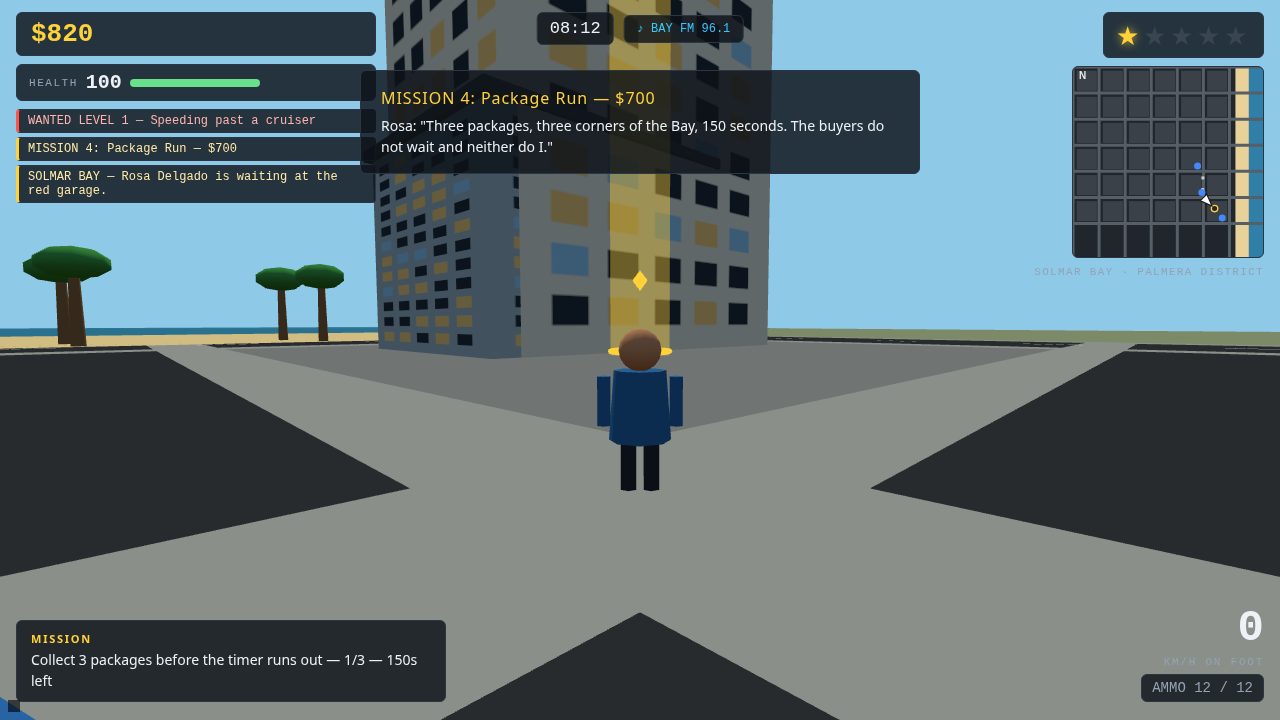 $820
08:12
♪ BAY FM 96.1
HEALTH 100
WANTED LEVEL 1 — Speeding past a cruiser
MISSION 4: Package Run — $700
SOLMAR BAY — Rosa Delgado is waiting at the
red garage.
MISSION 4: Package Run — $700
Rosa: "Three packages, three corners of the Bay, 150 seconds. The buyers do
not wait and neither do I."
N
SOLMAR BAY · PALMERA DISTRICT
MISSION
Collect 3 packages before the timer runs out — 1/3 — 150s
left
0
KM/H ON FOOT
AMMO 12 / 12